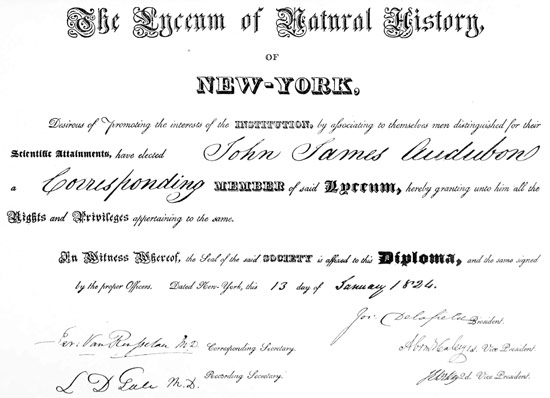 The Lyceum of Natural History,
OF
NEW-YORK,
Desirous of promoting the interests of the INSTITUTION, by associating to themselves men distinguished for their
Scientific Attainments, have elected John James Audubon
a Corresponding MEMBER of said Lyceum, hereby granting unto him all the
Rights and Privileges appertaining to the same.
In Witness Whereof, the Seal of the said SOCIETY is affixed to this Diploma, and the same signed
by the proper Officers. Dated New-York, this 13 day of January 1824.
Jos. Delafield President.
Jer. Van Rensselaer M.D. Corresponding Secretary.
1st. Vice President.
L D Gale M.D. Recording Secretary.
2d. Vice President.